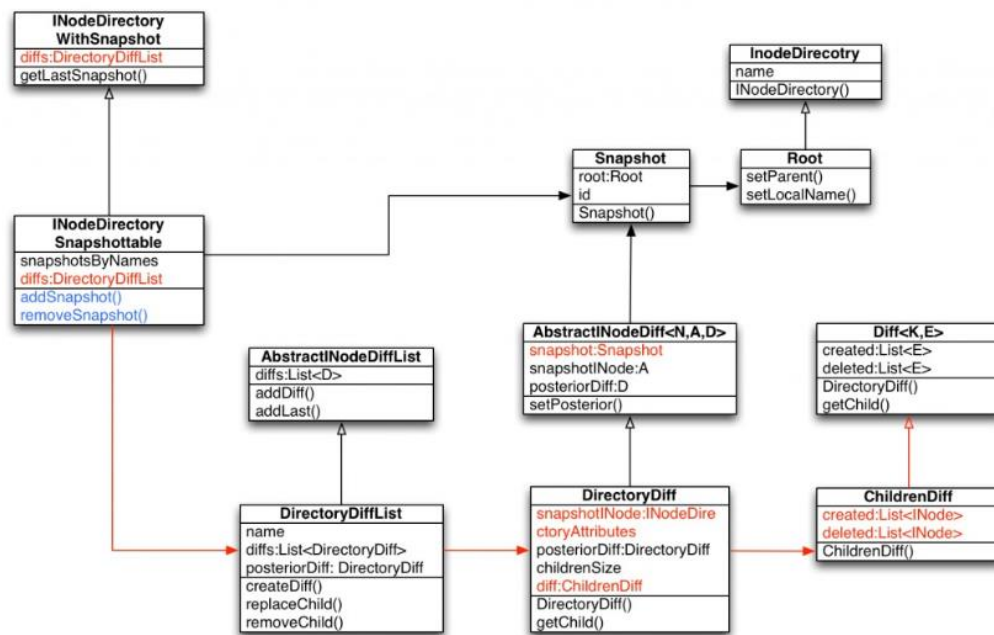 INodeDirectory
WithSnapshot
diffs:DirectoryDiffList
getLastSnapshot()
InodeDirecotry
name
INodeDirectory()
Snapshot
root:Root
id
Snapshot()
Root
setParent()
setLocalName()
INodeDirectory
Snapshottable
snapshotsByNames
diffs:DirectoryDiffList
addSnapshot()
removeSnapshot()
AbstractINodeDiffList
diffs:List<D>
addDiff()
addLast()
AbstractINodeDiff<N,A,D>
snapshot:Snapshot
snapshotINode:A
posteriorDiff:D
setPosterior()
Diff<K,E>
created:List<E>
deleted:List<E>
DirectoryDiff()
getChild()
DirectoryDiffList
name
diffs:List<DirectoryDiff>
posteriorDiff: DirectoryDiff
createDiff()
replaceChild()
removeChild()
DirectoryDiff
snapshotINode:INodeDire
ctoryAttributes
posteriorDiff:DirectoryDiff
childrenSize
diff:ChildrenDiff
DirectoryDiff()
getChild()
ChildrenDiff
created:List<INode>
deleted:List<INode>
ChildrenDiff()